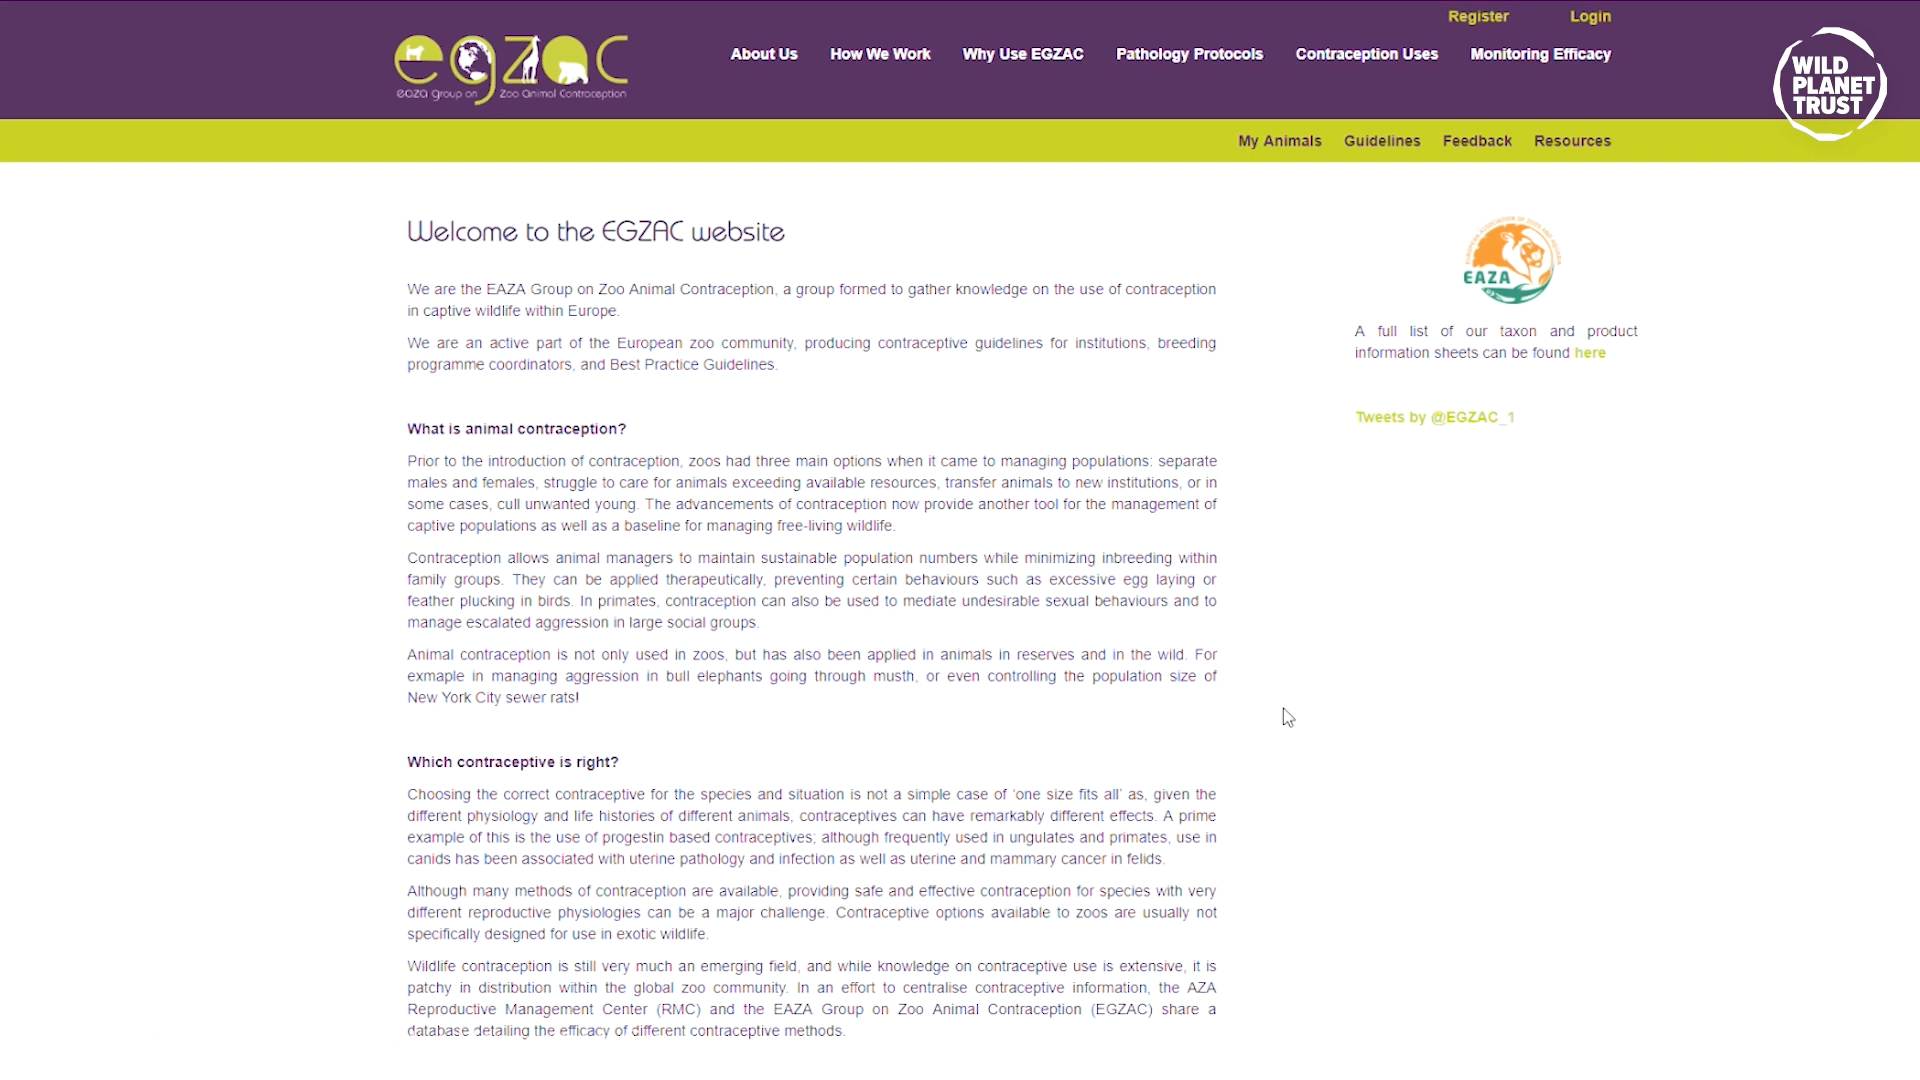 Register Login
egzac
eaza group on Zoo Animal Contraception
About Us How We Work Why Use EGZAC Pathology Protocols Contraception Uses Monitoring Efficacy
WILD
PLANET
TRUST
My Animals Guidelines Feedback Resources
Welcome to the EGZAC website
We are the EAZA Group on Zoo Animal Contraception, a group formed to gather knowledge on the use of contraception
in captive wildlife within Europe.
We are an active part of the European zoo community, producing contraceptive guidelines for institutions, breeding
programme coordinators, and Best Practice Guidelines.
What is animal contraception?
Prior to the introduction of contraception, zoos had three main options when it came to managing populations: separate
males and females, struggle to care for animals exceeding available resources, transfer animals to new institutions, or in
some cases, cull unwanted young. The advancements of contraception now provide another tool for the management of
captive populations as well as a baseline for managing free-living wildlife.
Contraception allows animal managers to maintain sustainable population numbers while minimizing inbreeding within
family groups. They can be applied therapeutically, preventing certain behaviours such as excessive egg laying or
feather plucking in birds. In primates, contraception can also be used to mediate undesirable sexual behaviours and to
manage escalated aggression in large social groups.
Animal contraception is not only used in zoos, but has also been applied in animals in reserves and in the wild. For
exmaple in managing aggression in bull elephants going through musth, or even controlling the population size of
New York City sewer rats!
Which contraceptive is right?
Choosing the correct contraceptive for the species and situation is not a simple case of ‘one size fits all’ as, given the
different physiology and life histories of different animals, contraceptives can have remarkably different effects. A prime
example of this is the use of progestin based contraceptives; although frequently used in ungulates and primates, use in
canids has been associated with uterine pathology and infection as well as uterine and mammary cancer in felids.
Although many methods of contraception are available, providing safe and effective contraception for species with very
different reproductive physiologies can be a major challenge. Contraceptive options available to zoos are usually not
specifically designed for use in exotic wildlife.
Wildlife contraception is still very much an emerging field, and while knowledge on contraceptive use is extensive, it is
patchy in distribution within the global zoo community. In an effort to centralise contraceptive information, the AZA
Reproductive Management Center (RMC) and the EAZA Group on Zoo Animal Contraception (EGZAC) share a
database detailing the efficacy of different contraceptive methods.
EUROPEAN ASSOCIATION OF ZOOS AND AQUARIA
EAZA
A full list of our taxon and product
information sheets can be found here
Tweets by @EGZAC_1